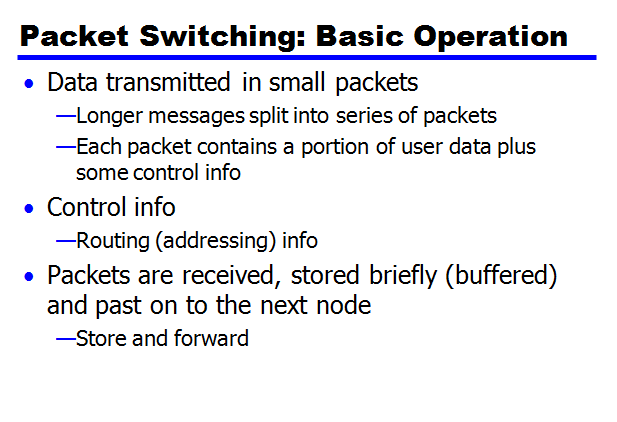 Packet Switching: Basic Operation
• Data transmitted in small packets
—Longer messages split into series of packets
—Each packet contains a portion of user data plus
some control info
• Control info
—Routing (addressing) info
• Packets are received, stored briefly (buffered)
and past on to the next node
—Store and forward